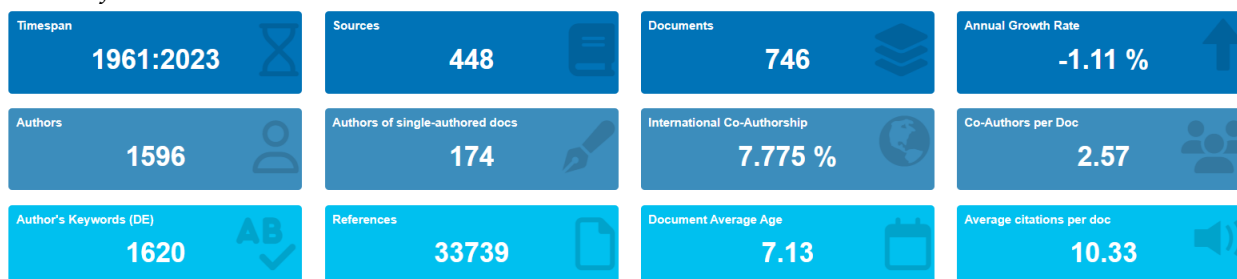 Timespan
1961:2023
Sources
448
Documents
746
Annual Growth Rate
-1.11 %
Authors
1596
Authors of single-authored docs
174
International Co-Authorship
7.775 %
Co-Authors per Doc
2.57
Author's Keywords (DE)
1620
AB
References
33739
Document Average Age
7.13
Average citations per doc
10.33